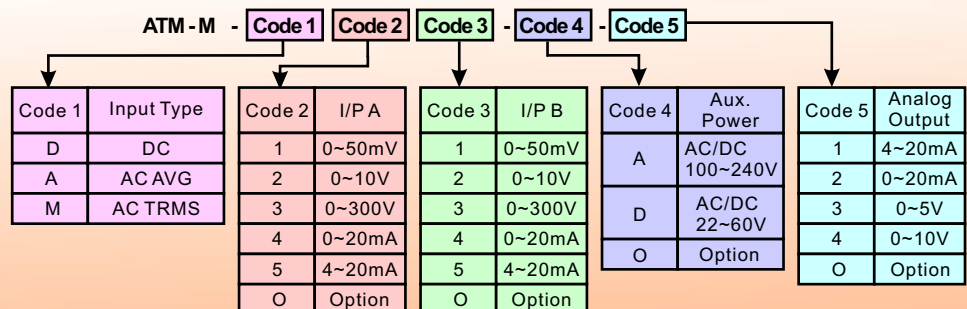 ATM-M - Code 1 Code 2 Code 3 - Code 4 - Code 5
Code 1 Input Type
D DC
A AC AVG
M AC TRMS
Code 2 I/P A
1 0~50mV
2 0~10V
3 0~300V
4 0~20mA
5 4~20mA
O Option
Code 3 I/P B
1 0~50mV
2 0~10V
3 0~300V
4 0~20mA
5 4~20mA
O Option
Code 4 Aux.
Power
A AC/DC
100~240V
D AC/DC
22~60V
O Option
Code 5 Analog
Output
1 4~20mA
2 0~20mA
3 0~5V
4 0~10V
O Option